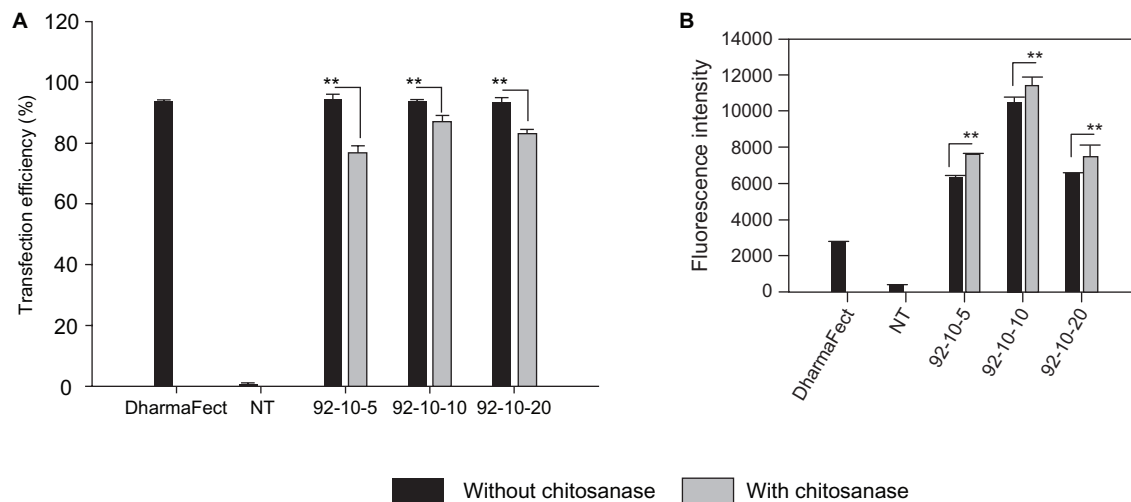 A
Transfection efficiency (%)
120
100
80
60
40
20
0
** ** **
DharmaFect NT 92-10-5 92-10-10 92-10-20
B
Fluorescence intensity
14000
12000
10000
8000
6000
4000
2000
0
** ** **
DharmaFect NT 92-10-5 92-10-10 92-10-20
Without chitosanase With chitosanase